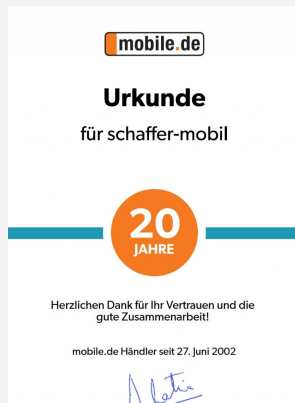 mobile.de
Urkunde
für schaffer-mobil
20
JAHRE
Herzlichen Dank für Ihr Vertrauen und die
gute Zusammenarbeit!
mobile.de Händler seit 27. Juni 2002